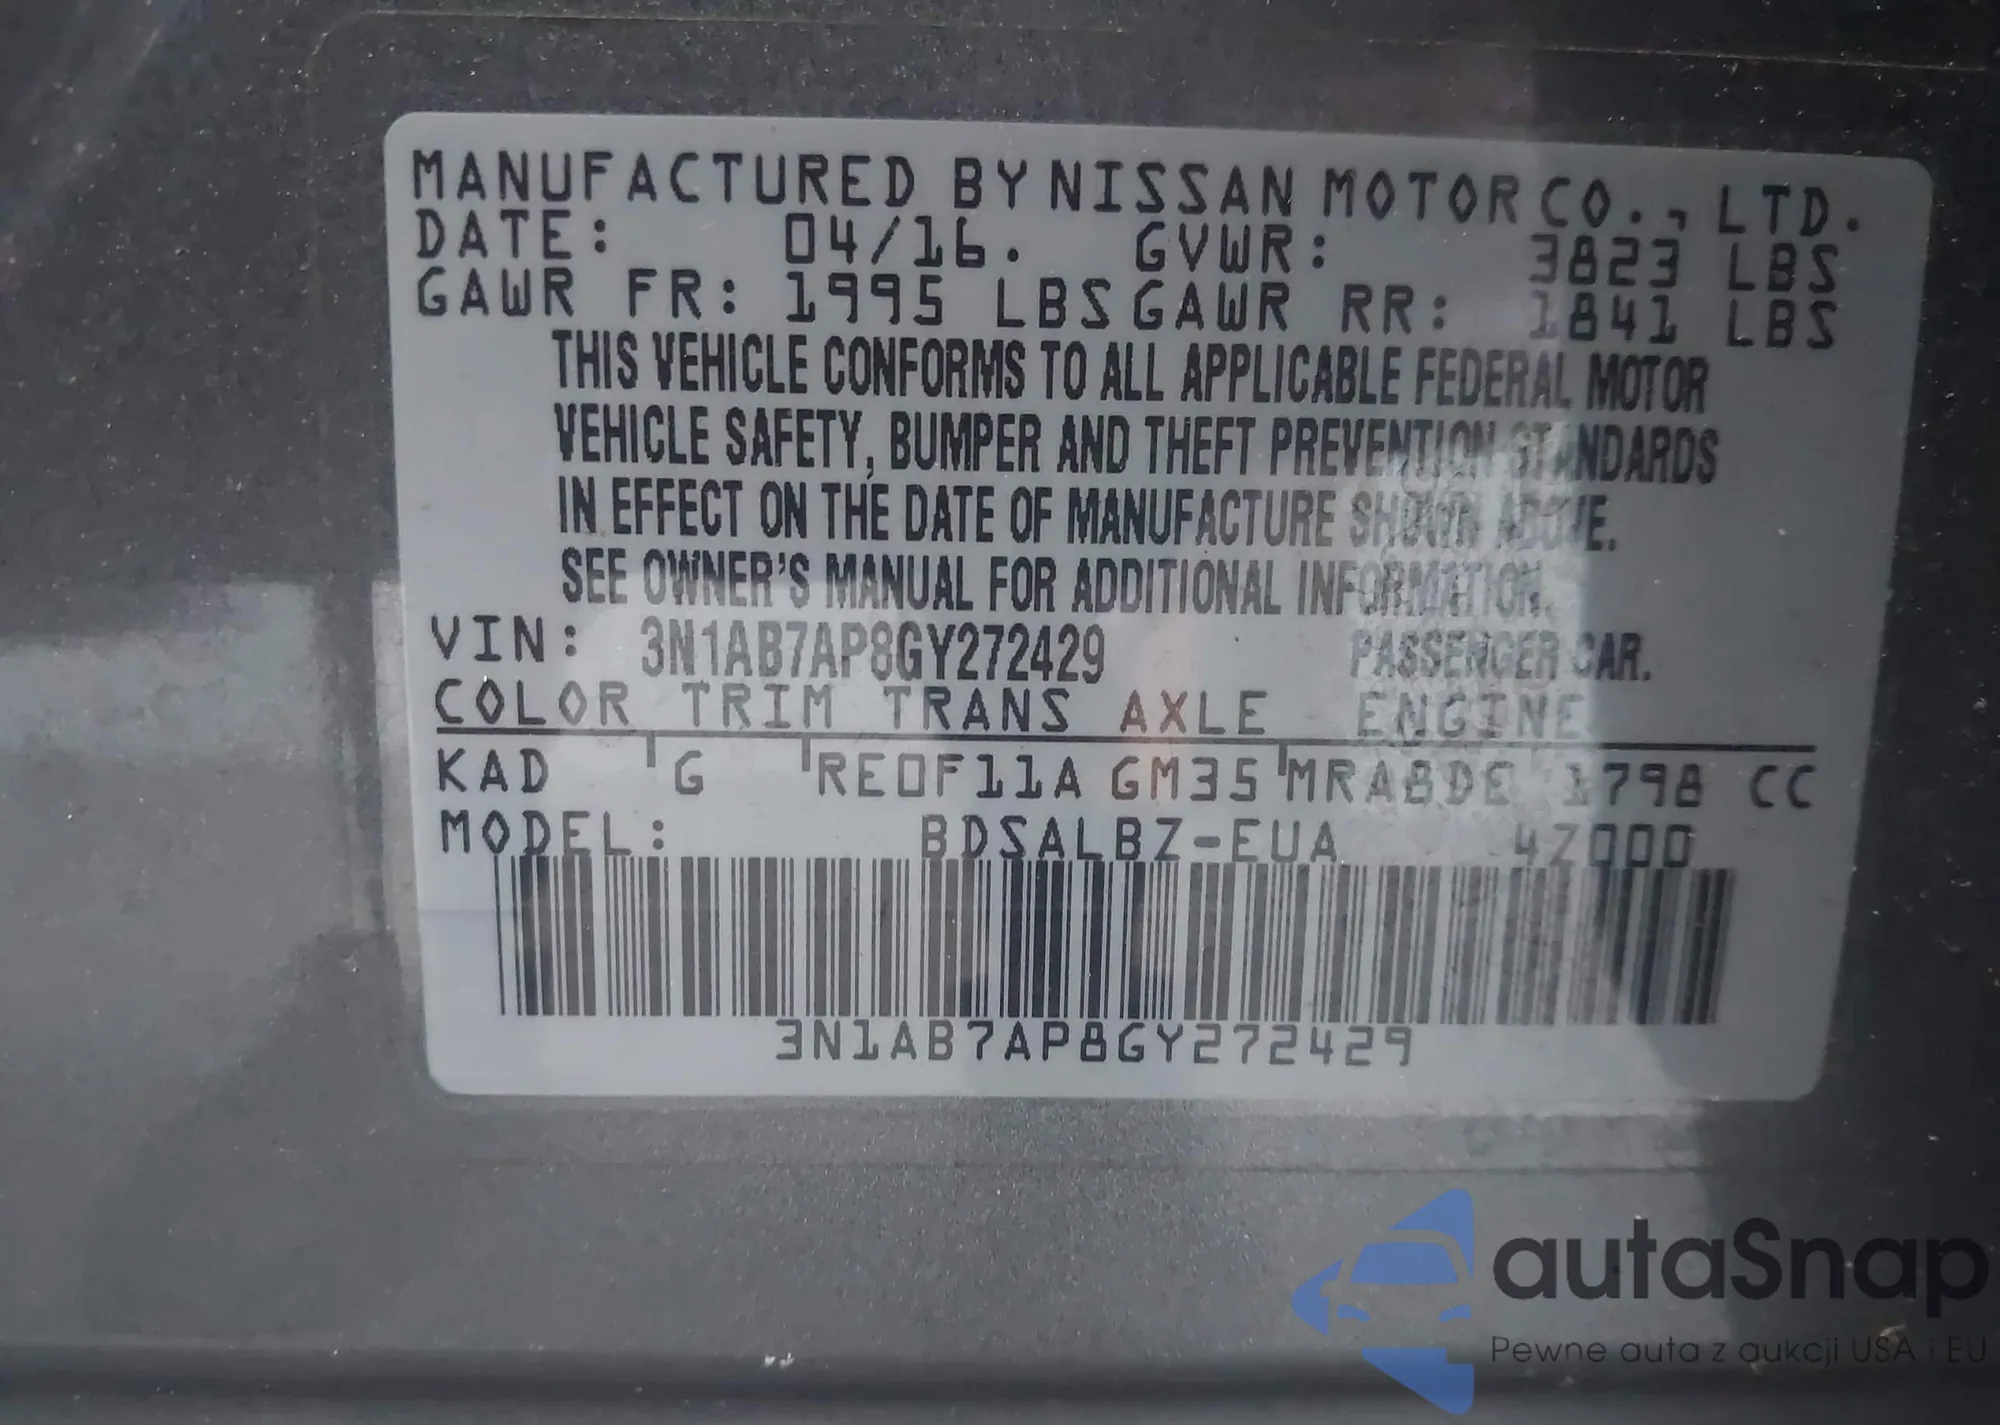 MANUFACTURED BY NISSAN MOTOR CO., LTD.
DATE: 04/16. GVWR: 3823 LBS
GAWR FR: 1995 LBS GAWR RR: 1841 LBS
THIS VEHICLE CONFORMS TO ALL APPLICABLE FEDERAL MOTOR
VEHICLE SAFETY, BUMPER AND THEFT PREVENTION STANDARDS
IN EFFECT ON THE DATE OF MANUFACTURE SHOWN ABOVE.
SEE OWNER'S MANUAL FOR ADDITIONAL INFORMATION.
VIN: 3N1AB7AP8GY272429 PASSENGER CAR.
COLOR TRIM TRANS AXLE ENGINE
KAD G RE0F11A GM35 MRA8DE 1798 CC
MODEL: BDSALBZ-EUA 4Z000
3N1AB7AP8GY272429
autaSnap
Pewne auta z aukcji USA i EU